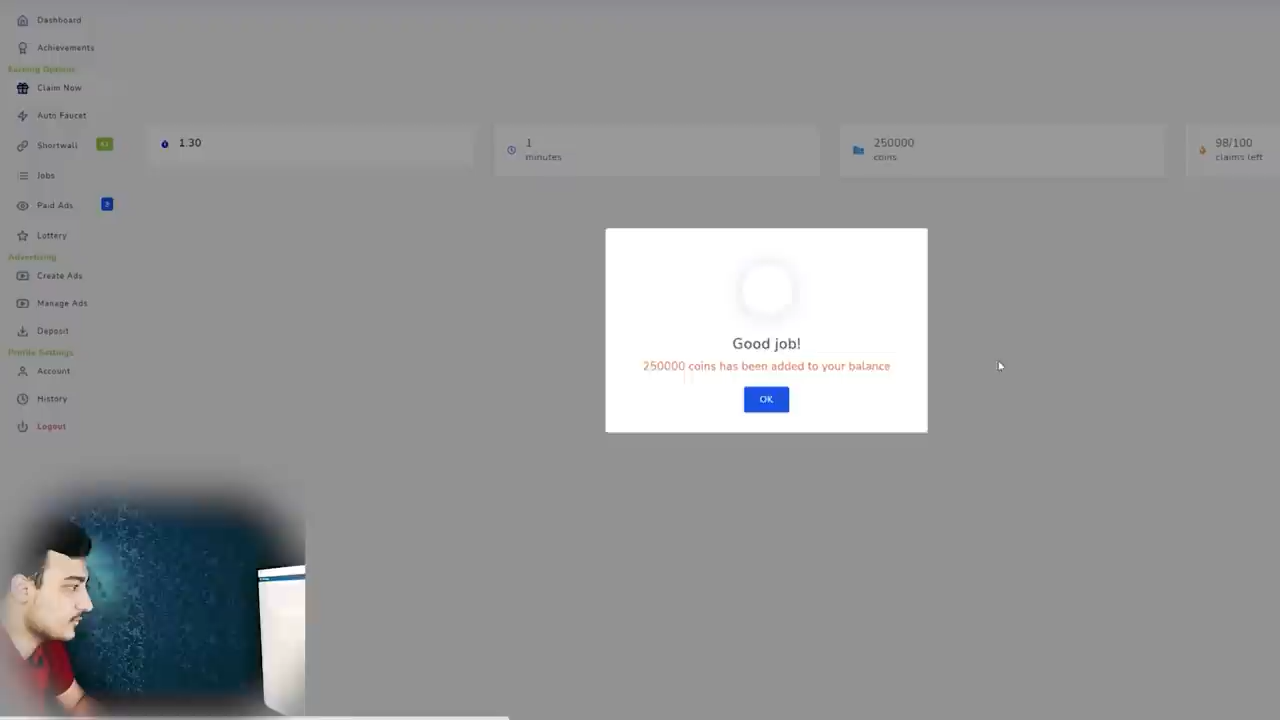 Dashboard
Achievements
Earning Options
Claim Now
Auto Faucet
Shortwall
Jobs
Paid Ads
Lottery
Advertising
Create Ads
Manage Ads
Deposit
Profile Settings
Account
History
Logout
1:30
1
minutes
250000
coins
98/100
claims left
Good job!
250000 coins has been added to your balance
OK